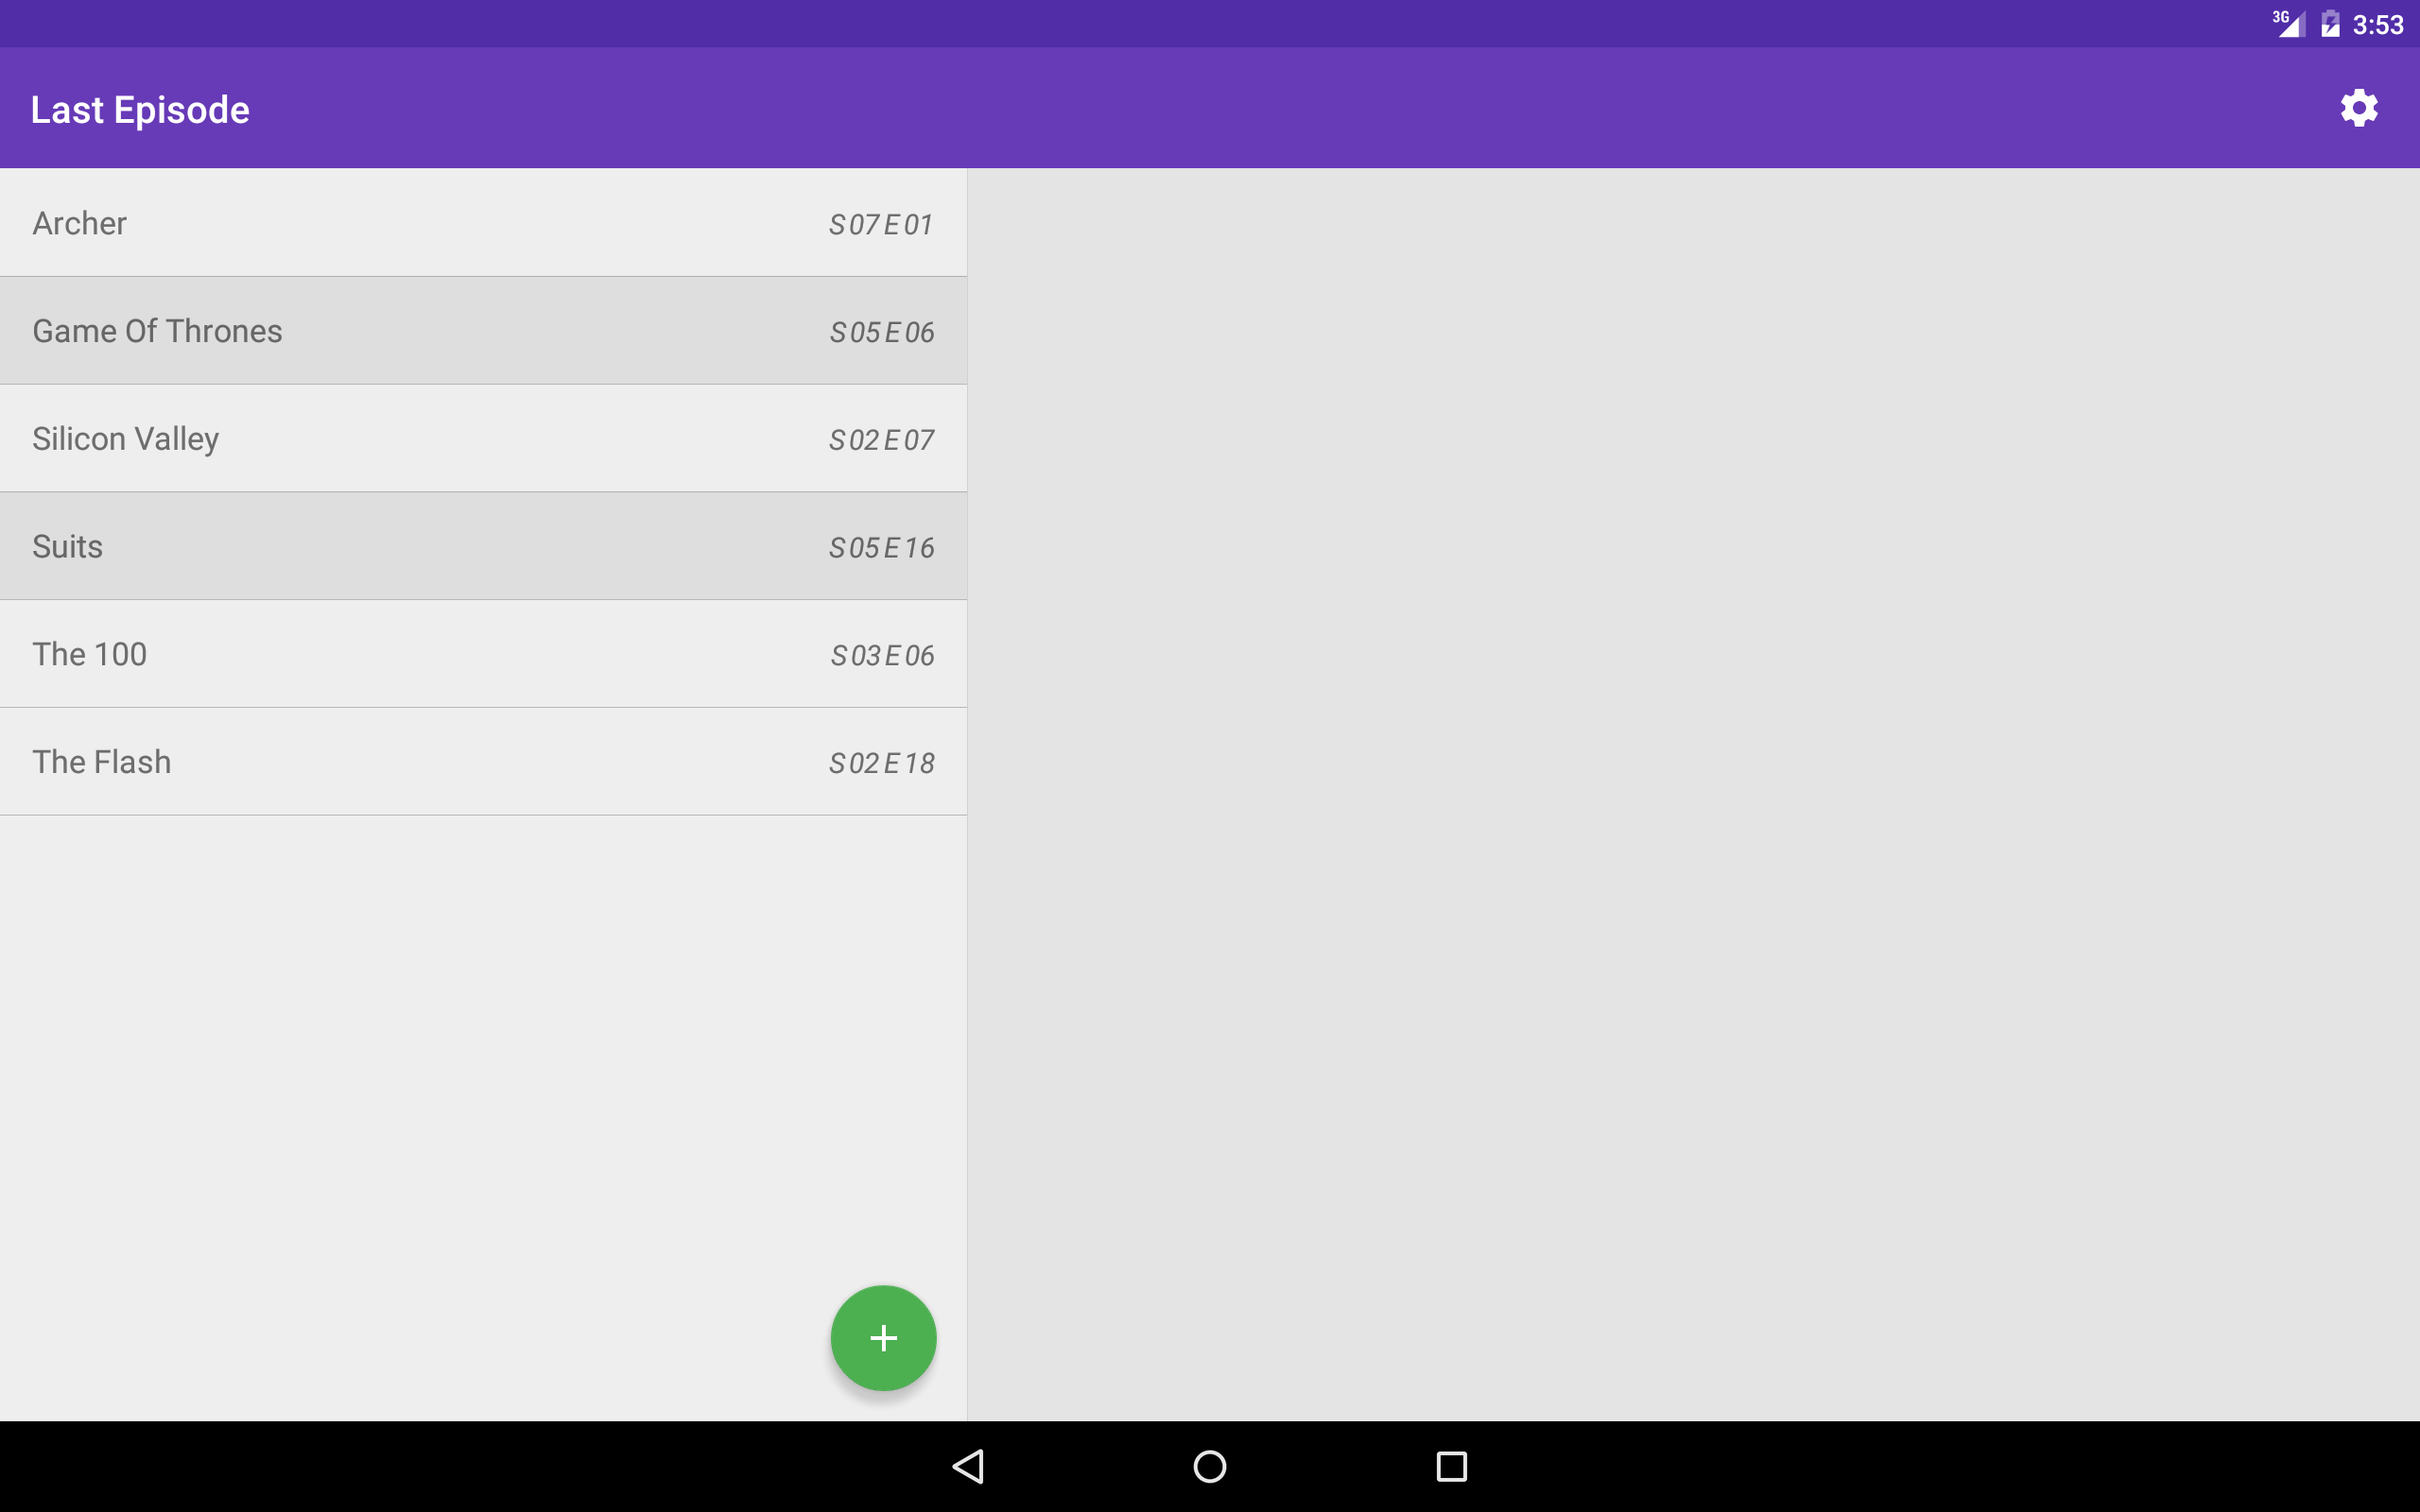 3G 3:53
Last Episode
Archer S07E01
Game Of Thrones S05E06
Silicon Valley S02E07
Suits S05E16
The 100 S03E06
The Flash S02E18